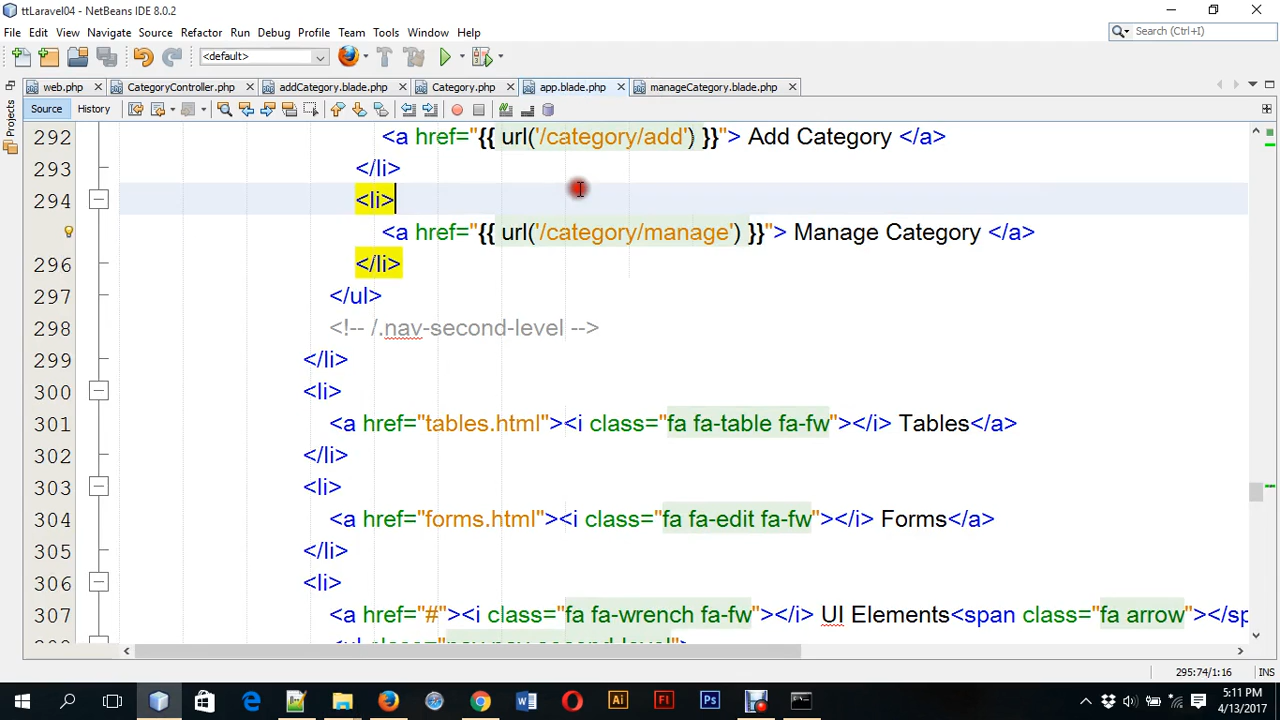 ttLaravel04 - NetBeans IDE 8.0.2
File Edit View Navigate Source Refactor Run Debug Profile Team Tools Window Help
Search (Ctrl+I)
<default>
web.php CategoryController.php addCategory.blade.php Category.php app.blade.php manageCategory.blade.php
Source History
Projects
292 <a href="{{ url('/category/add') }}"> Add Category </a>
293 </li>
294 <li>
<a href="{{ url('/category/manage') }}"> Manage Category </a>
296 </li>
297 </ul>
298 <!-- /.nav-second-level -->
299 </li>
300 <li>
301 <a href="tables.html"><i class="fa fa-table fa-fw"></i> Tables</a>
302 </li>
303 <li>
304 <a href="forms.html"><i class="fa fa-edit fa-fw"></i> Forms</a>
305 </li>
306 <li>
307 <a href="#"><i class="fa fa-wrench fa-fw"></i> UI Elements<span class="fa arrow"></sp
295:74/1:16 INS
Ai Fl Ps
5:11 PM
4/13/2017